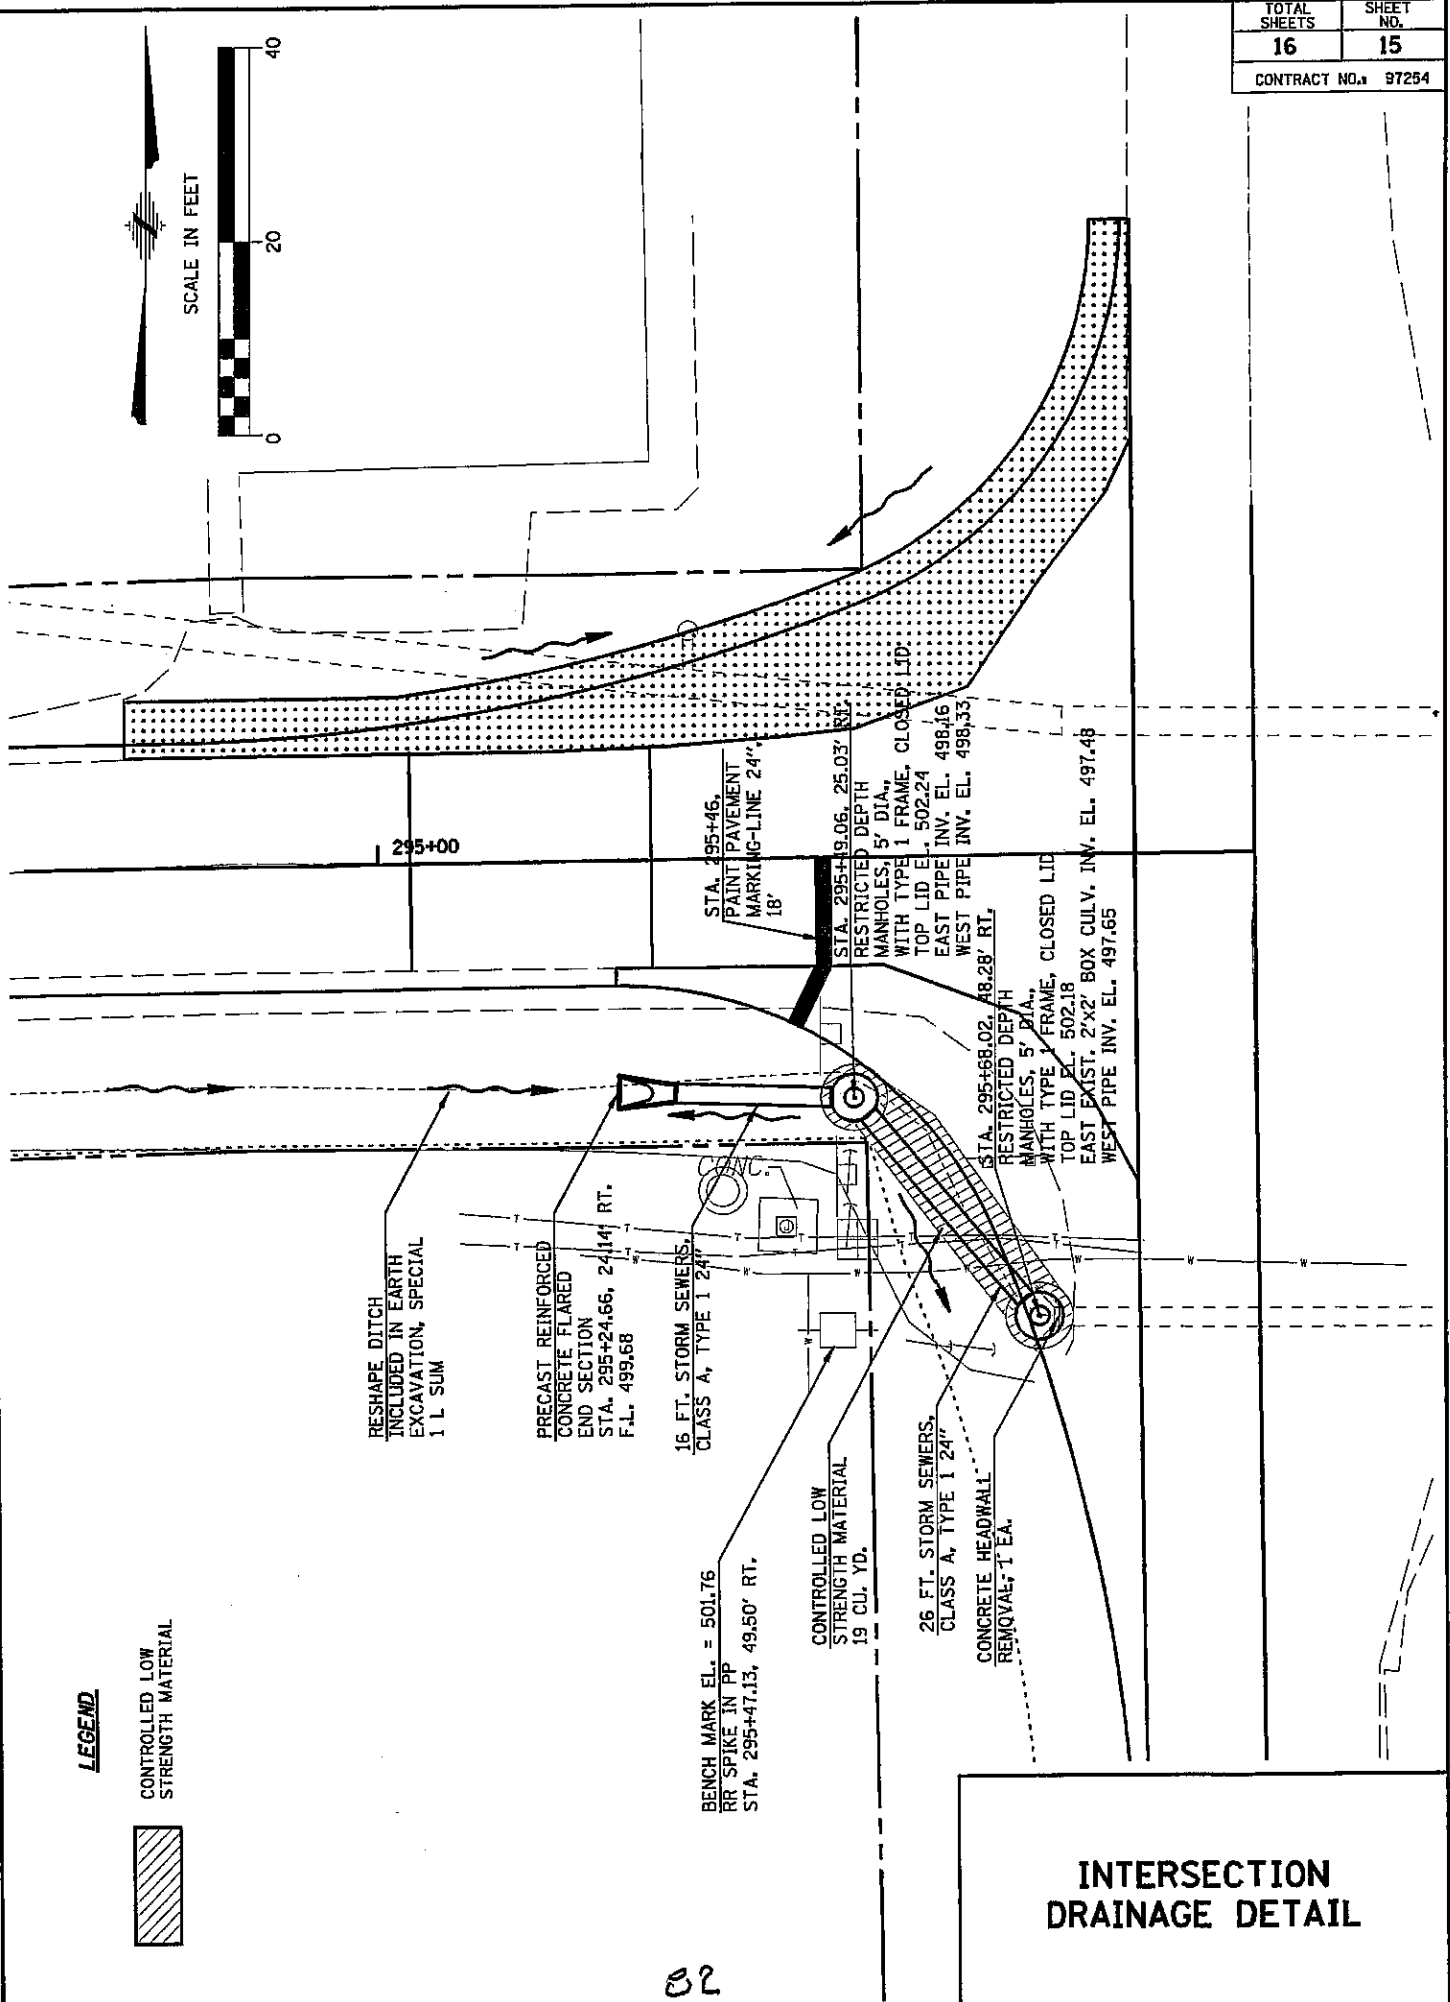 TOTAL SHEETS
SHEET NO.
16
15
CONTRACT NO.: 97254
SCALE IN FEET
0
20
40
295+00
STA. 295+46,
PAINT PAVEMENT
MARKING-LINE 24",
18'
STA. 295+49.06, 25.03' RT.
RESTRICTED DEPTH
MANHOLES, 5' DIA.,
WITH TYPE 1 FRAME, CLOSED LID
TOP LID EL. 502.24
EAST PIPE INV. EL. 498.16
WEST PIPE INV. EL. 498.33
STA. 295+68.02, 48.28' RT.
RESTRICTED DEPTH
MANHOLES, 5' DIA.,
WITH TYPE 1 FRAME, CLOSED LID
TOP LID EL. 502.18
EAST EXIST. 2'x2' BOX CULV. INV. EL. 497.48
WEST PIPE INV. EL. 497.65
CONC.
RESHAPE DITCH
INCLUDED IN EARTH
EXCAVATION, SPECIAL
1 L SUM
PRECAST REINFORCED
CONCRETE FLARED
END SECTION
STA. 295+24.66, 24.14' RT.
F.L. 499.68
16 FT. STORM SEWERS,
CLASS A, TYPE 1 24"
BENCH MARK EL. = 501.76
RR SPIKE IN PP
STA. 295+47.13, 49.50' RT.
CONTROLLED LOW
STRENGTH MATERIAL
19 CU. YD.
26 FT. STORM SEWERS,
CLASS A, TYPE 1 24"
CONCRETE HEADWALL
REMOVAL, 1 EA.
LEGEND
CONTROLLED LOW
STRENGTH MATERIAL
INTERSECTION
DRAINAGE DETAIL
82